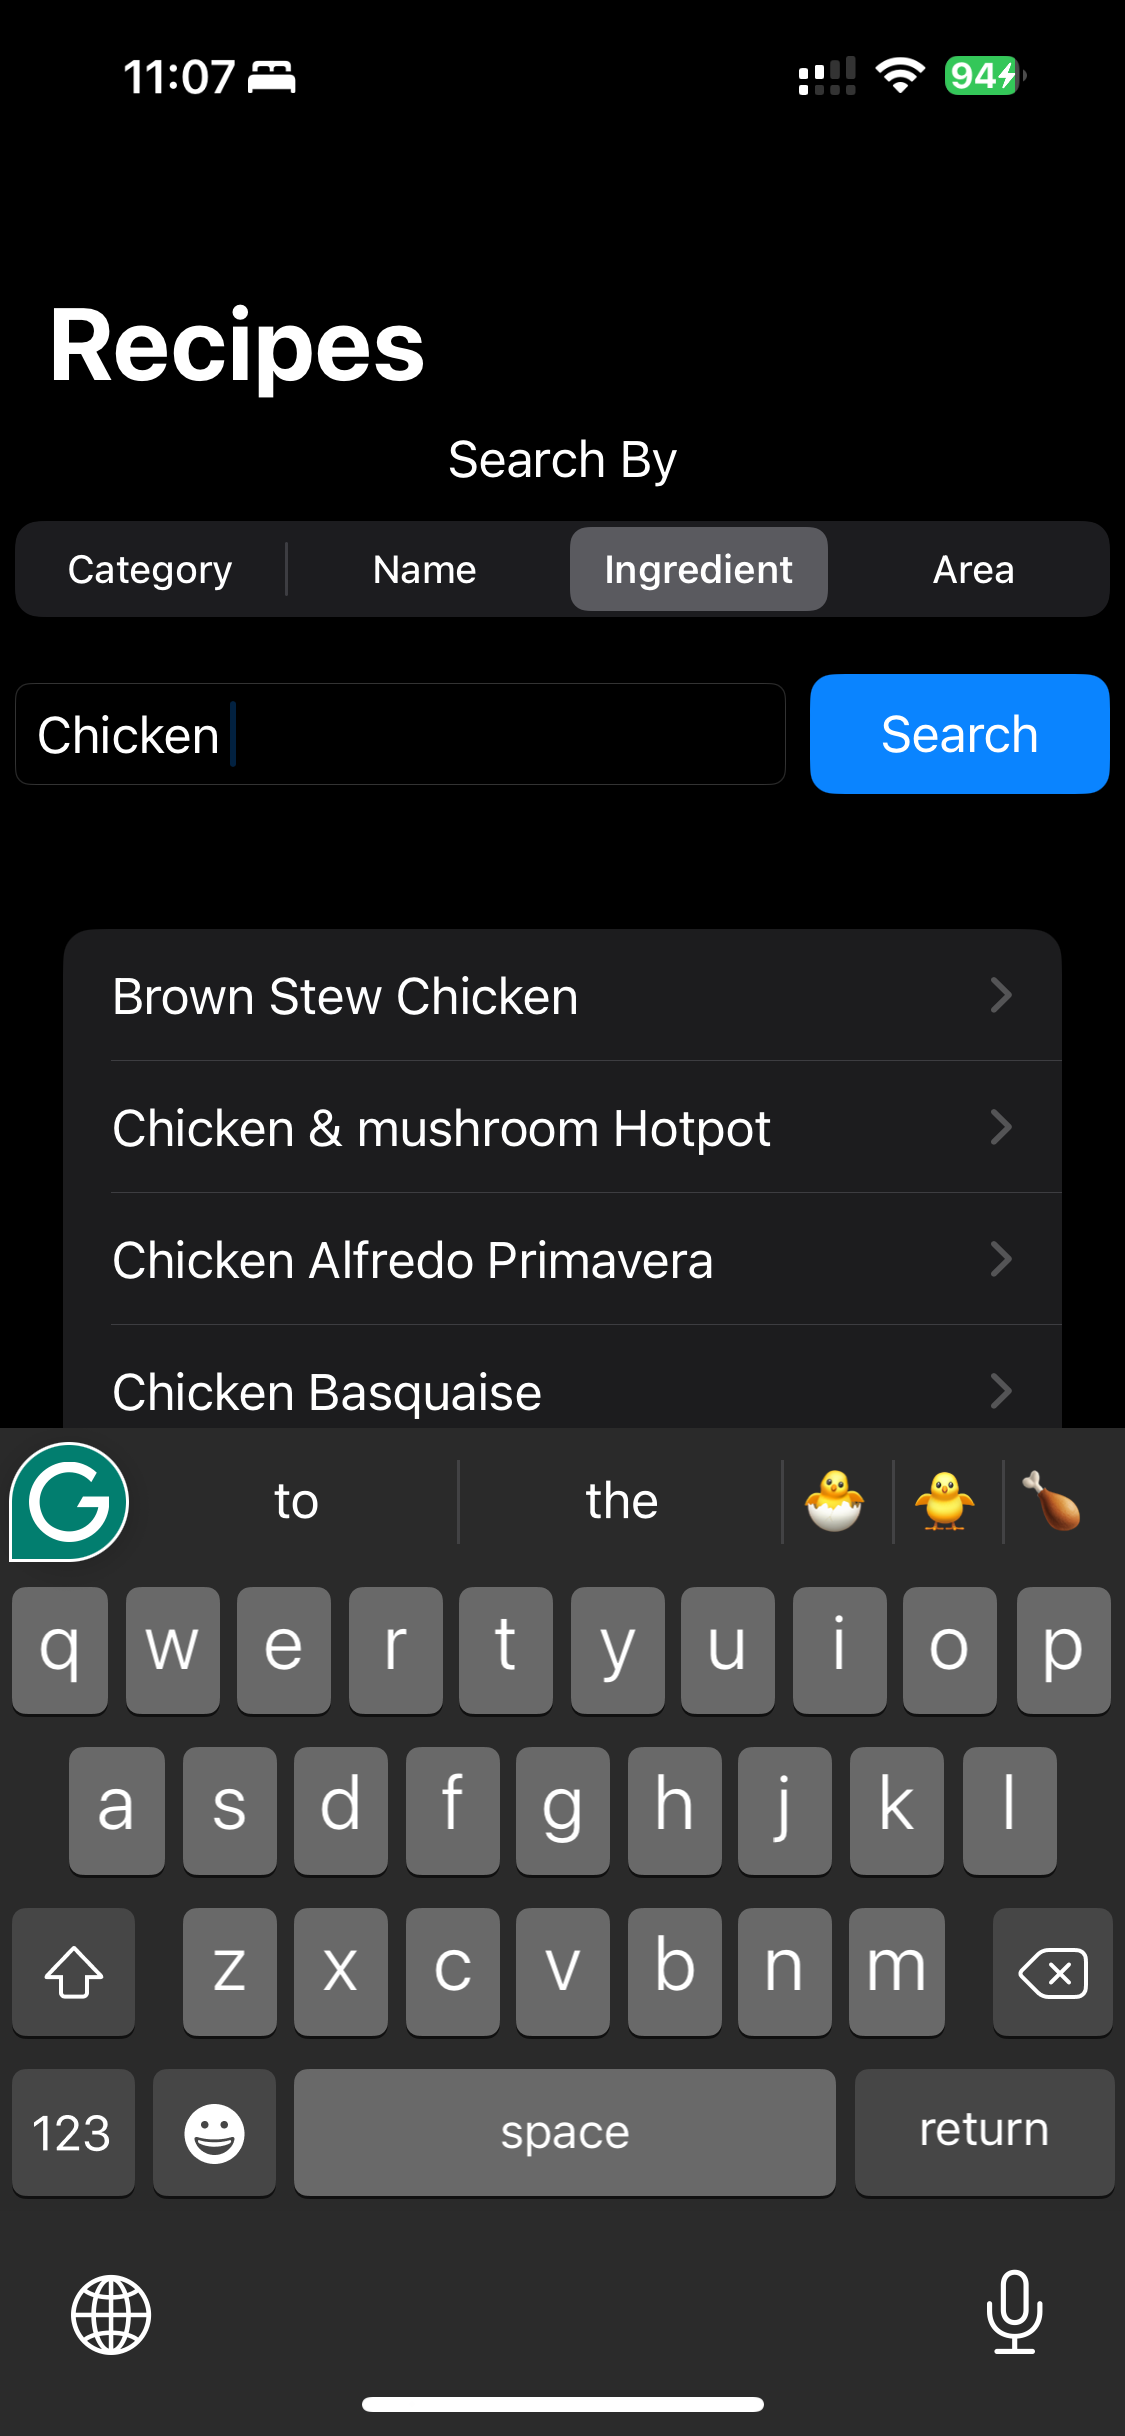 11:07 94
Recipes
Search By
Category Name Ingredient Area
Chicken Search
Brown Stew Chicken
Chicken & mushroom Hotpot
Chicken Alfredo Primavera
Chicken Basquaise
to the
q w e r t y u i o p
a s d f g h j k l
z x c v b n m
123 space return